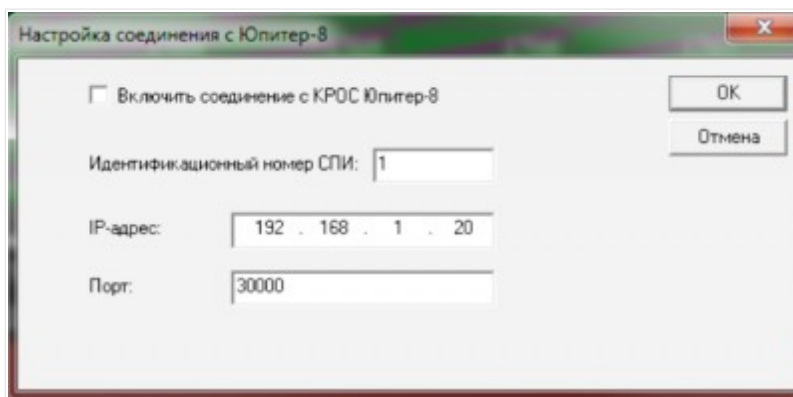 Настройка соединения с Юпитер-8
Включить соединение с КРОС Юпитер-8
OK
Отмена
Идентификационный номер СПИ: 1
IP-адрес: 192 . 168 . 1 . 20
Порт: 30000